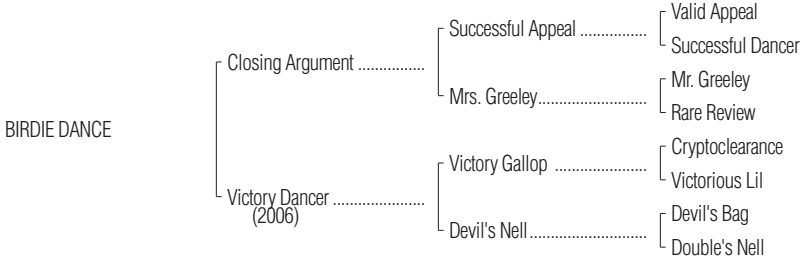 Valid Appeal
Successful Appeal ................
Successful Dancer
Closing Argument ................
Mr. Greeley
Mrs. Greeley..........................
Rare Review
BIRDIE DANCE
Cryptoclearance
Victory Gallop ......................
Victorious Lil
Victory Dancer ......................
(2006)
Devil's Bag
Devil's Nell............................
Double's Nell